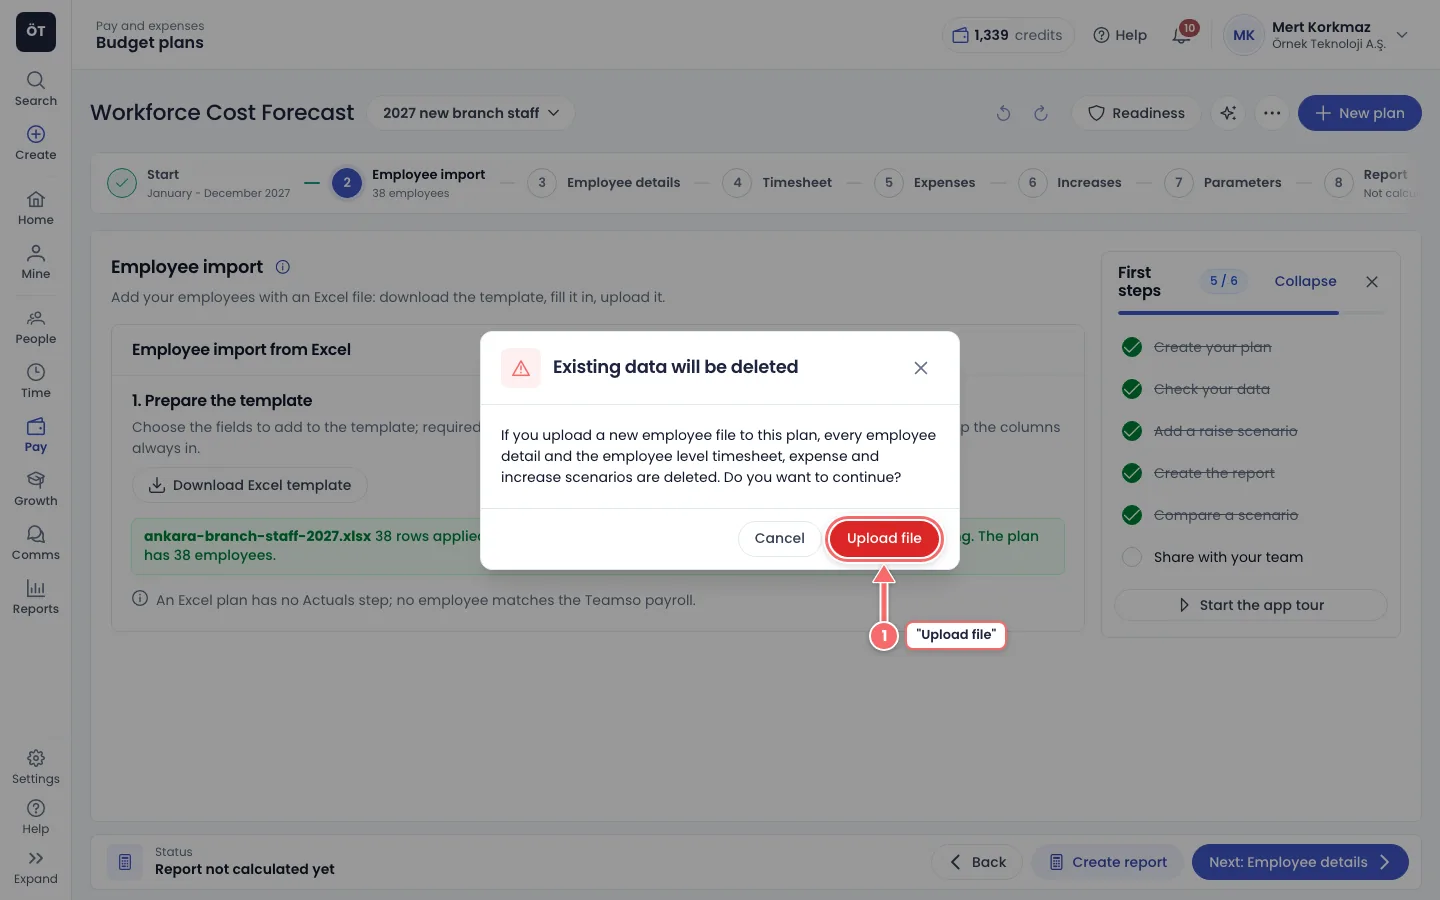 ÖT
Pay and expenses
Budget plans
1,339 credits
Help
10
MK
Mert Korkmaz
Örnek Teknoloji A.Ş.
Search
Create
Home
Mine
People
Time
Pay
Growth
Comms
Reports
Settings
Help
Expand
Workforce Cost Forecast
2027 new branch staff
Readiness
New plan
Start
January - December 2027
2
Employee import
38 employees
3
Employee details
4
Timesheet
5
Expenses
6
Increases
7
Parameters
8
Report
Not calcu
Employee import
Add your employees with an Excel file: download the template, fill it in, upload it.
Employee import from Excel
1. Prepare the template
Choose the fields to add to the template; required
p the columns
always in.
Download Excel template
ankara-branch-staff-2027.xlsx 38 rows applied
g. The plan
has 38 employees.
An Excel plan has no Actuals step; no employee matches the Teamso payroll.
Existing data will be deleted
If you upload a new employee file to this plan, every employee
detail and the employee level timesheet, expense and
increase scenarios are deleted. Do you want to continue?
Cancel
Upload file
1
"Upload file"
First
steps
5 / 6
Collapse
Create your plan
Check your data
Add a raise scenario
Create the report
Compare a scenario
Share with your team
Start the app tour
Status
Report not calculated yet
Back
Create report
Next: Employee details